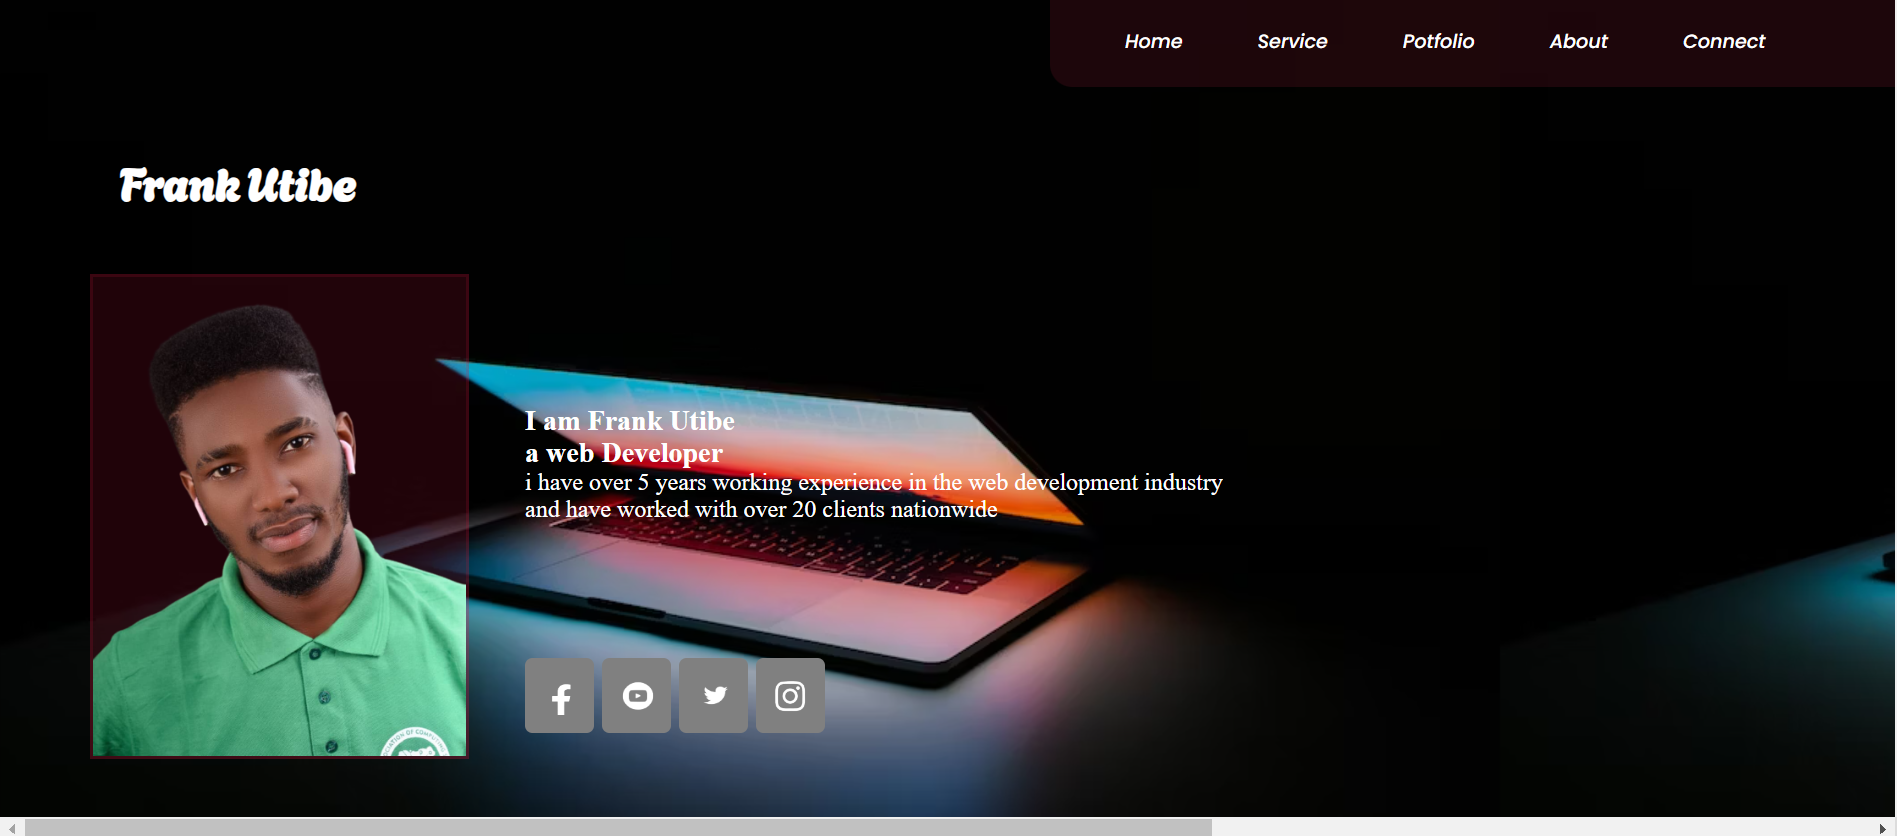 Home Service Potfolio About Connect
Frank Utibe
I am Frank Utibe
a web Developer
i have over 5 years working experience in the web development industry
and have worked with over 20 clients nationwide